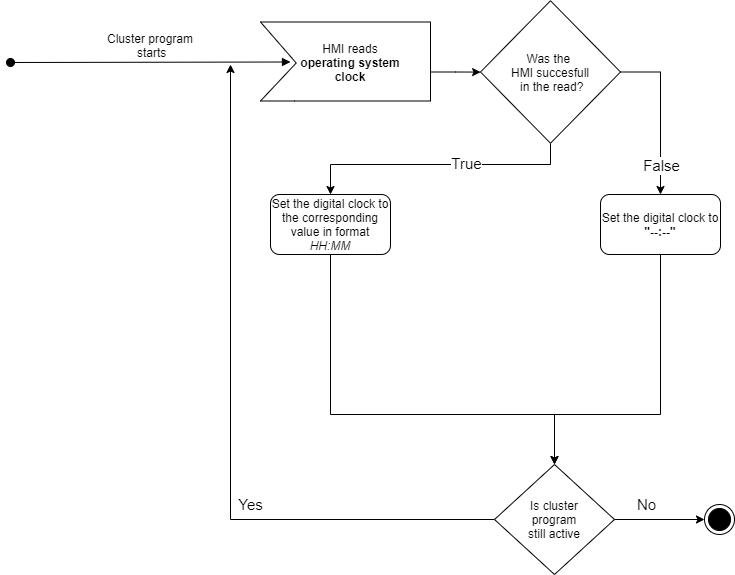 Cluster program
starts
HMI reads
operating system
clock
Was the
HMI succesfull
in the read?
True
False
Set the digital clock to
the corresponding
value in format
HH:MM
Set the digital clock to
"--:--"
Is cluster
program
still active
Yes
No